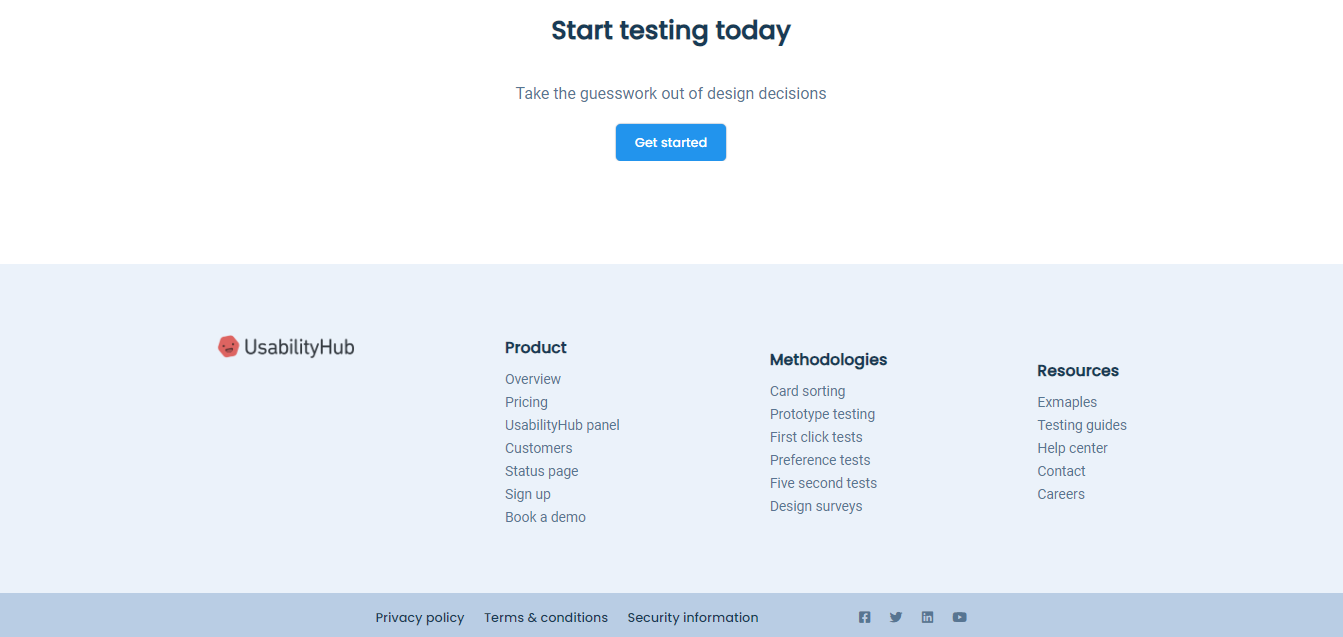 Start testing today
Take the guesswork out of design decisions
Get started
UsabilityHub
Product
Overview
Pricing
UsabilityHub panel
Customers
Status page
Sign up
Book a demo
Methodologies
Card sorting
Prototype testing
First click tests
Preference tests
Five second tests
Design surveys
Resources
Exmaples
Testing guides
Help center
Contact
Careers
Privacy policy Terms & conditions Security information